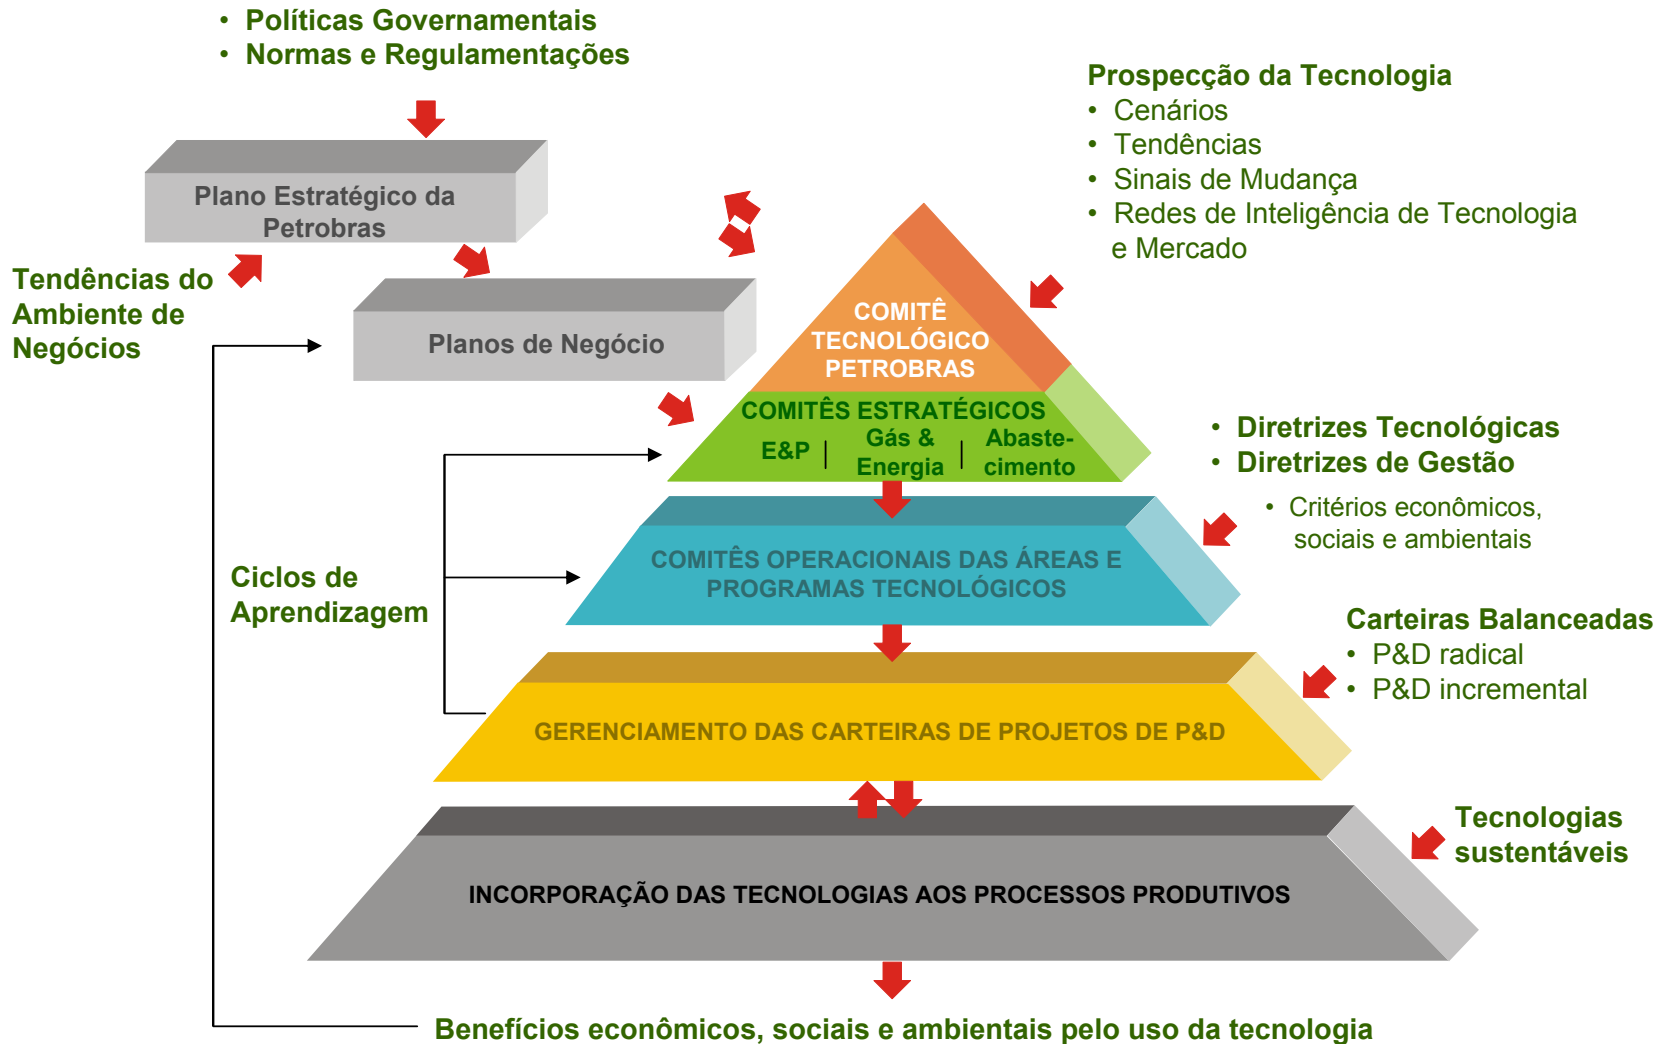 • Políticas Governamentais
• Normas e Regulamentações
Prospecção da Tecnologia
• Cenários
• Tendências
• Sinais de Mudança
• Redes de Inteligência de Tecnologia
e Mercado
Plano Estratégico da
Petrobras
Tendências do
Ambiente de
Negócios
Planos de Negócio
COMITÊ
TECNOLÓGICO
PETROBRAS
COMITÊS ESTRATÉGICOS
E&P | Gás & | Abaste-
Energia cimento
• Diretrizes Tecnológicas
• Diretrizes de Gestão
• Critérios econômicos,
sociais e ambientais
COMITÊS OPERACIONAIS DAS ÁREAS E
PROGRAMAS TECNOLÓGICOS
Ciclos de
Aprendizagem
Carteiras Balanceadas
• P&D radical
• P&D incremental
GERENCIAMENTO DAS CARTEIRAS DE PROJETOS DE P&D
Tecnologias
sustentáveis
INCORPORAÇÃO DAS TECNOLOGIAS AOS PROCESSOS PRODUTIVOS
Benefícios econômicos, sociais e ambientais pelo uso da tecnologia